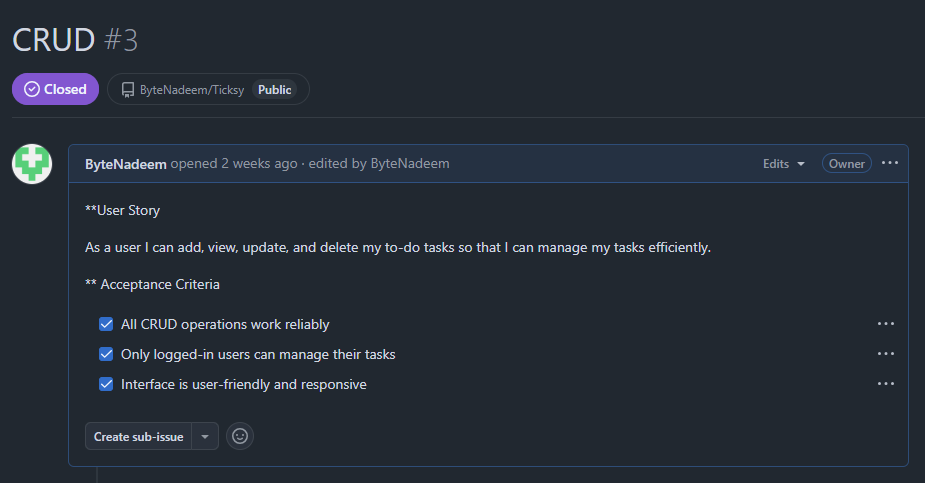 CRUD #3
Closed
ByteNadeem/Ticksy Public
ByteNadeem opened 2 weeks ago · edited by ByteNadeem
Edits
Owner
**User Story
As a user I can add, view, update, and delete my to-do tasks so that I can manage my tasks efficiently.
** Acceptance Criteria
All CRUD operations work reliably
Only logged-in users can manage their tasks
Interface is user-friendly and responsive
Create sub-issue